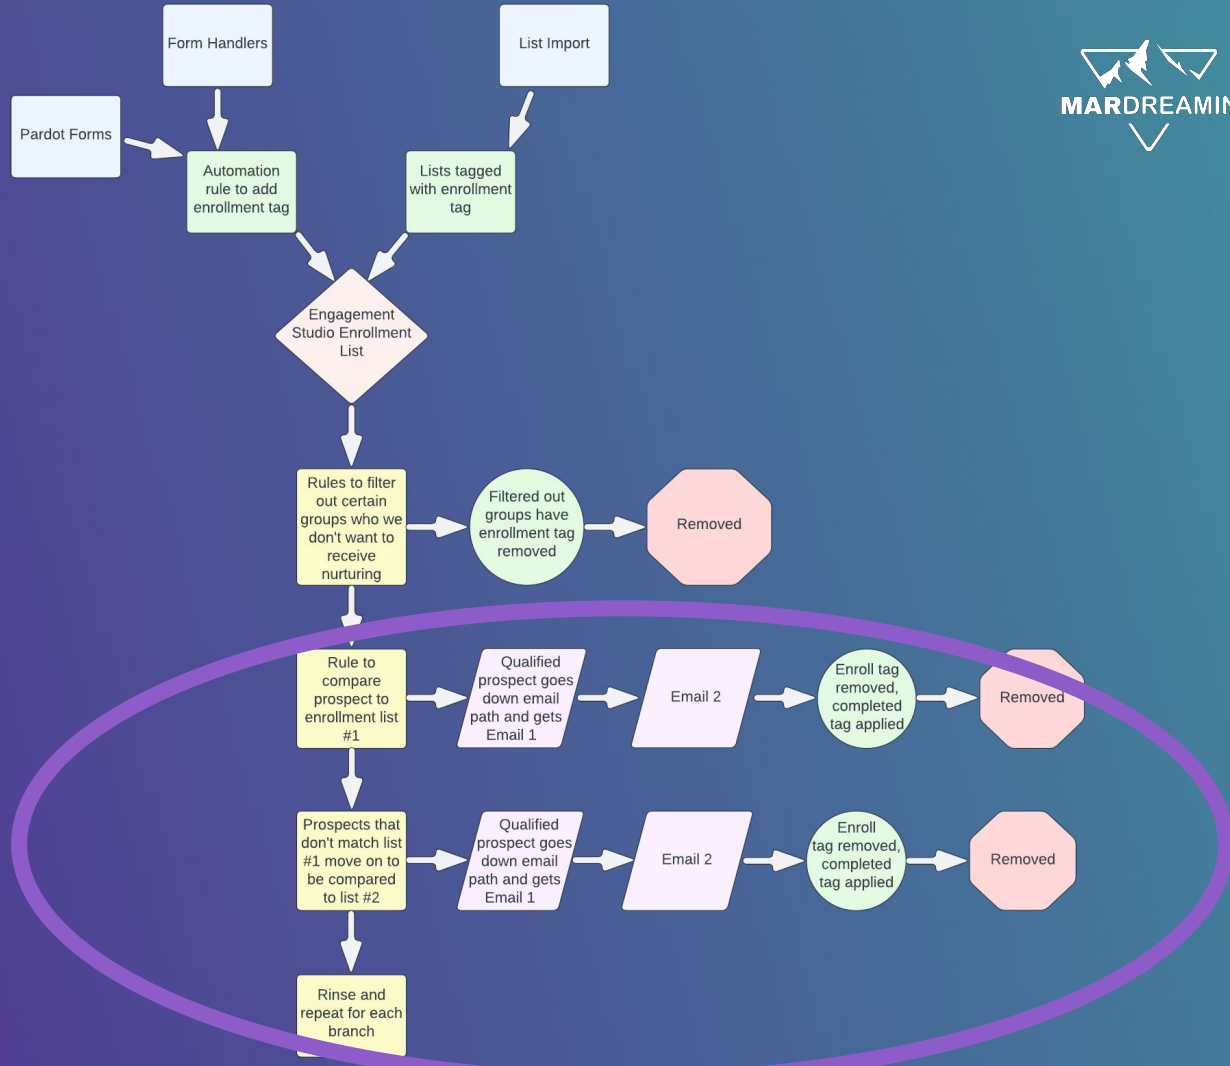 Form Handlers
List Import
MARDREAMIN
Pardot Forms
Automation
rule to add
enrollment tag
Lists tagged
with enrollment
tag
Engagement
Studio Enrollment
List
Rules to filter
out certain
groups who we
don't want to
receive
nurturing
Filtered out
groups have
enrollment tag
removed
Removed
Rule to
compare
prospect to
enrollment list
#1
Qualified
prospect goes
down email
path and gets
Email 1
Email 2
Enroll tag
removed,
completed
tag applied
Removed
Prospects that
don't match list
#1 move on to
be compared
to list #2
Qualified
prospect goes
down email
path and gets
Email 1
Email 2
Enroll
tag removed,
completed
tag applied
Removed
Rinse and
repeat for each
branch